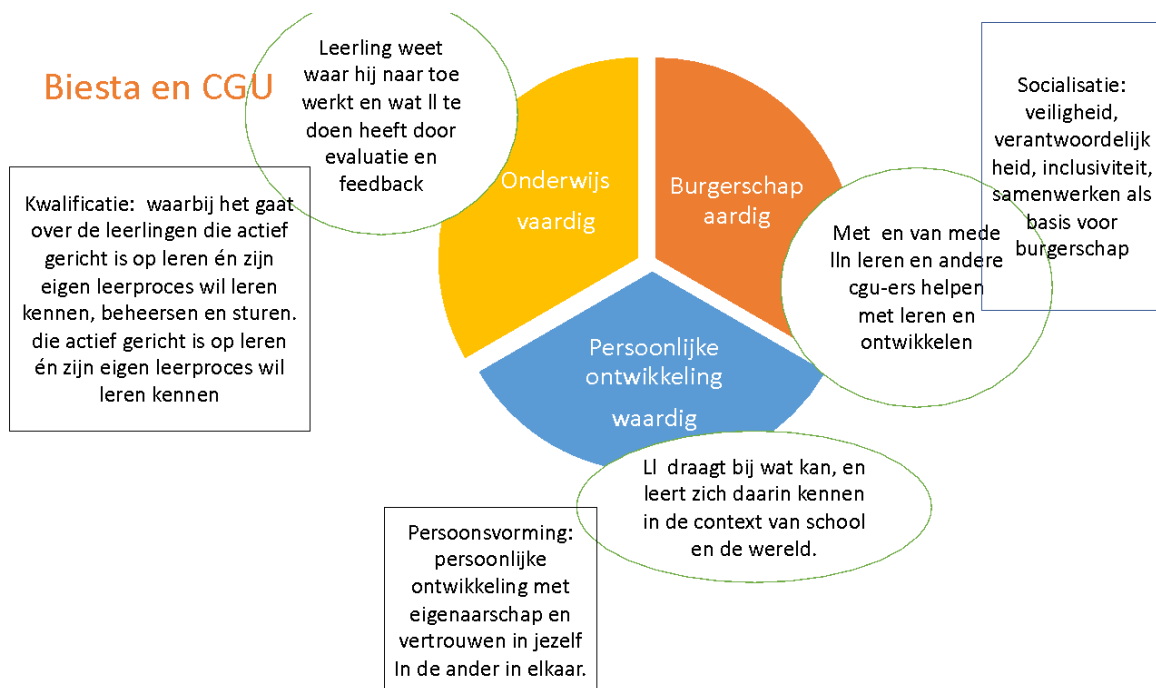 Biesta en CGU
Leerling weet
waar hij naar toe
werkt en wat ll te
doen heeft door
evaluatie en
feedback
Kwalificatie:  waarbij het gaat
over de leerlingen die actief
gericht is op leren én zijn
eigen leerproces wil leren
kennen, beheersen en sturen.
die actief gericht is op leren
én zijn eigen leerproces wil
leren kennen
Onderwijs
vaardig
Burgerschap
aardig
Socialisatie:
veiligheid,
verantwoordelijk
heid, inclusiviteit,
samenwerken als
basis voor
burgerschap
Met  en van mede
lln leren en andere
cgu-ers helpen
met leren en
ontwikkelen
Persoonlijke
ontwikkeling
waardig
Ll  draagt bij wat kan, en
leert zich daarin kennen
in de context van school
en de wereld.
Persoonsvorming:
persoonlijke
ontwikkeling met
eigenaarschap en
vertrouwen in jezelf
In de ander in elkaar.